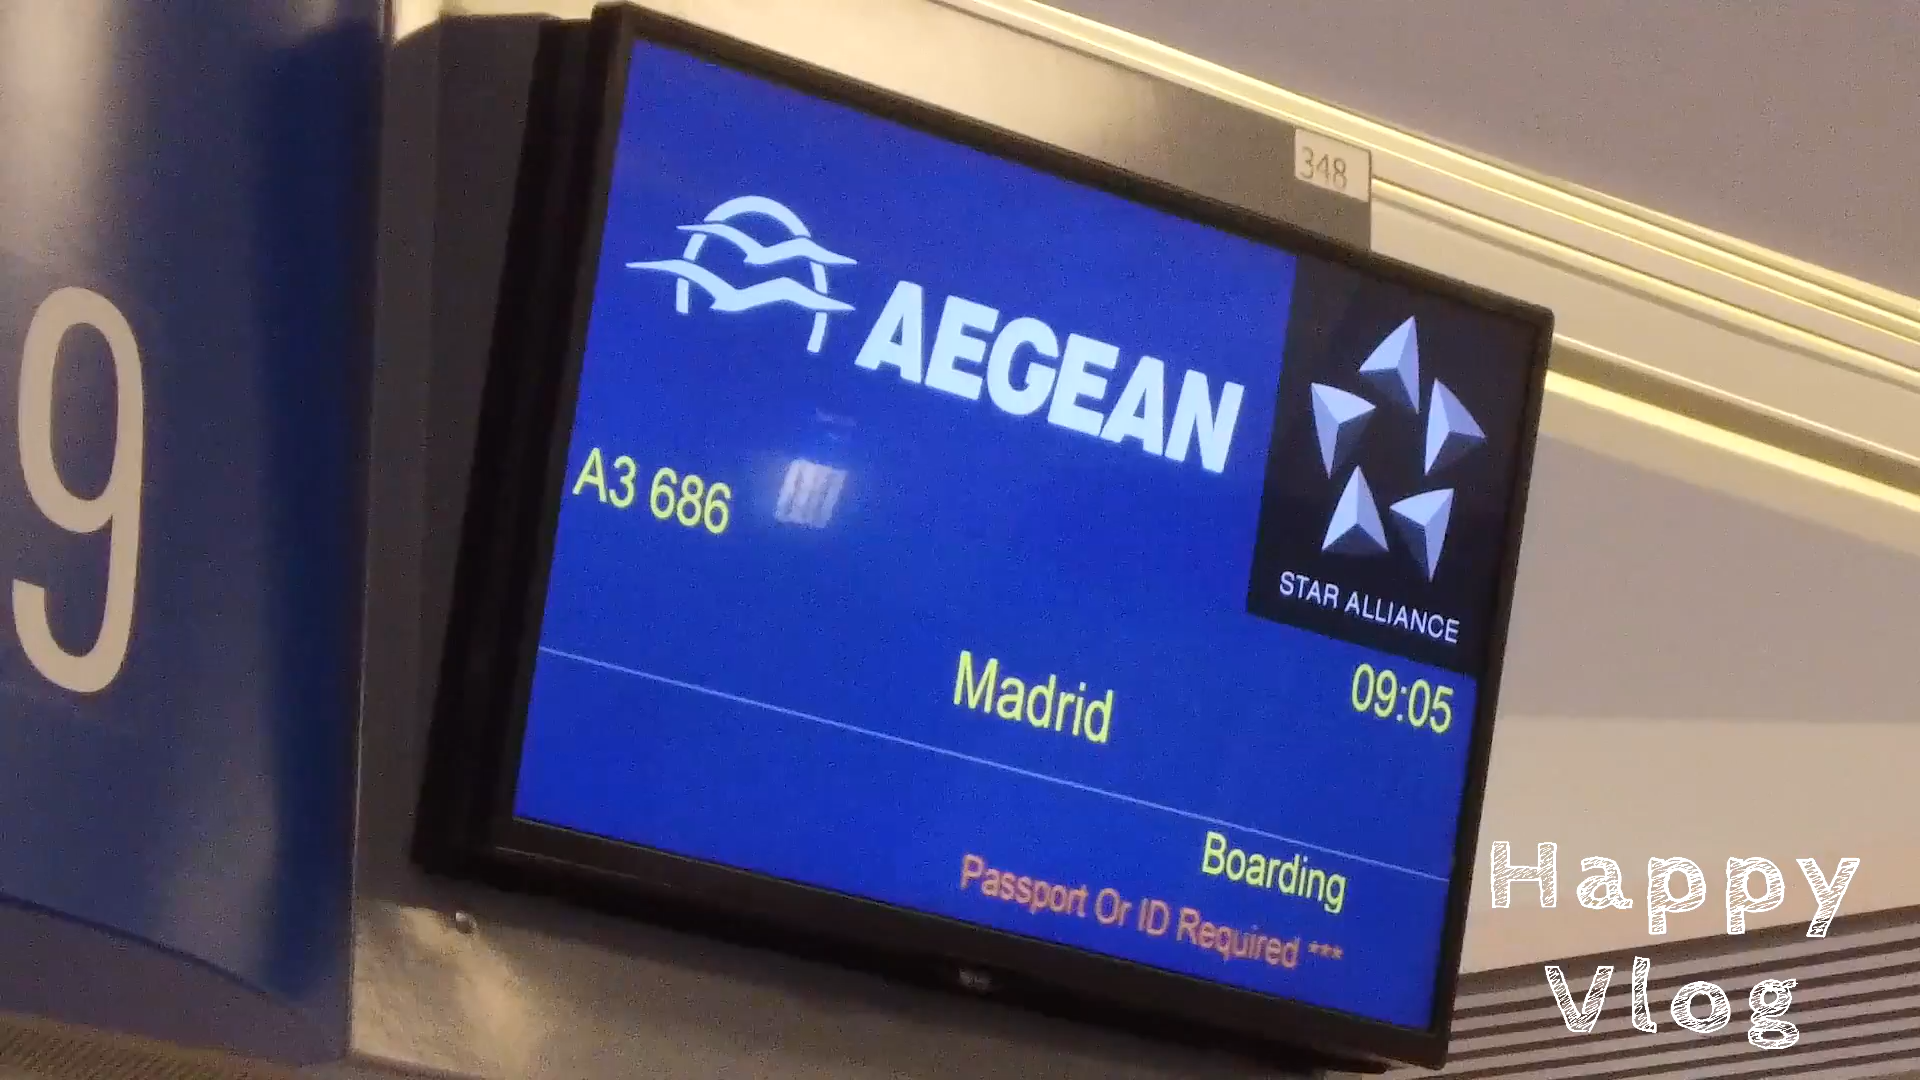 348
9
AEGEAN
A3 686
STAR ALLIANCE
Madrid
09:05
Boarding
Passport Or ID Required ***
Happy
Vlog